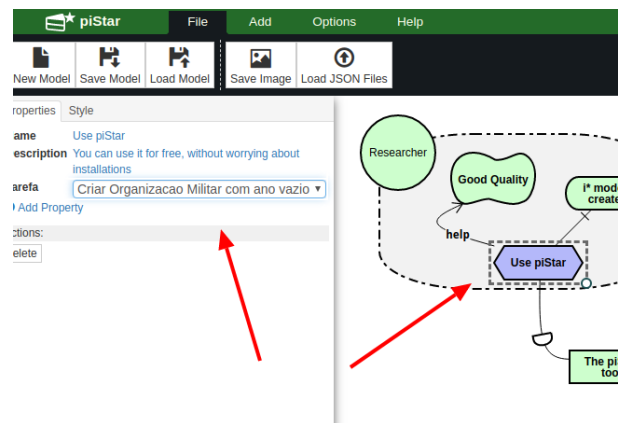 piStar File Add Options Help
New Model Save Model Load Model Save Image Load JSON Files
roperties Style
ame Use piStar
escription You can use it for free, without worrying about
installations
arefa Criar Organizacao Militar com ano vazio
Add Property
ctions:
elete
Researcher
Good Quality
i* mode
create
help
Use piStar
The pi
too